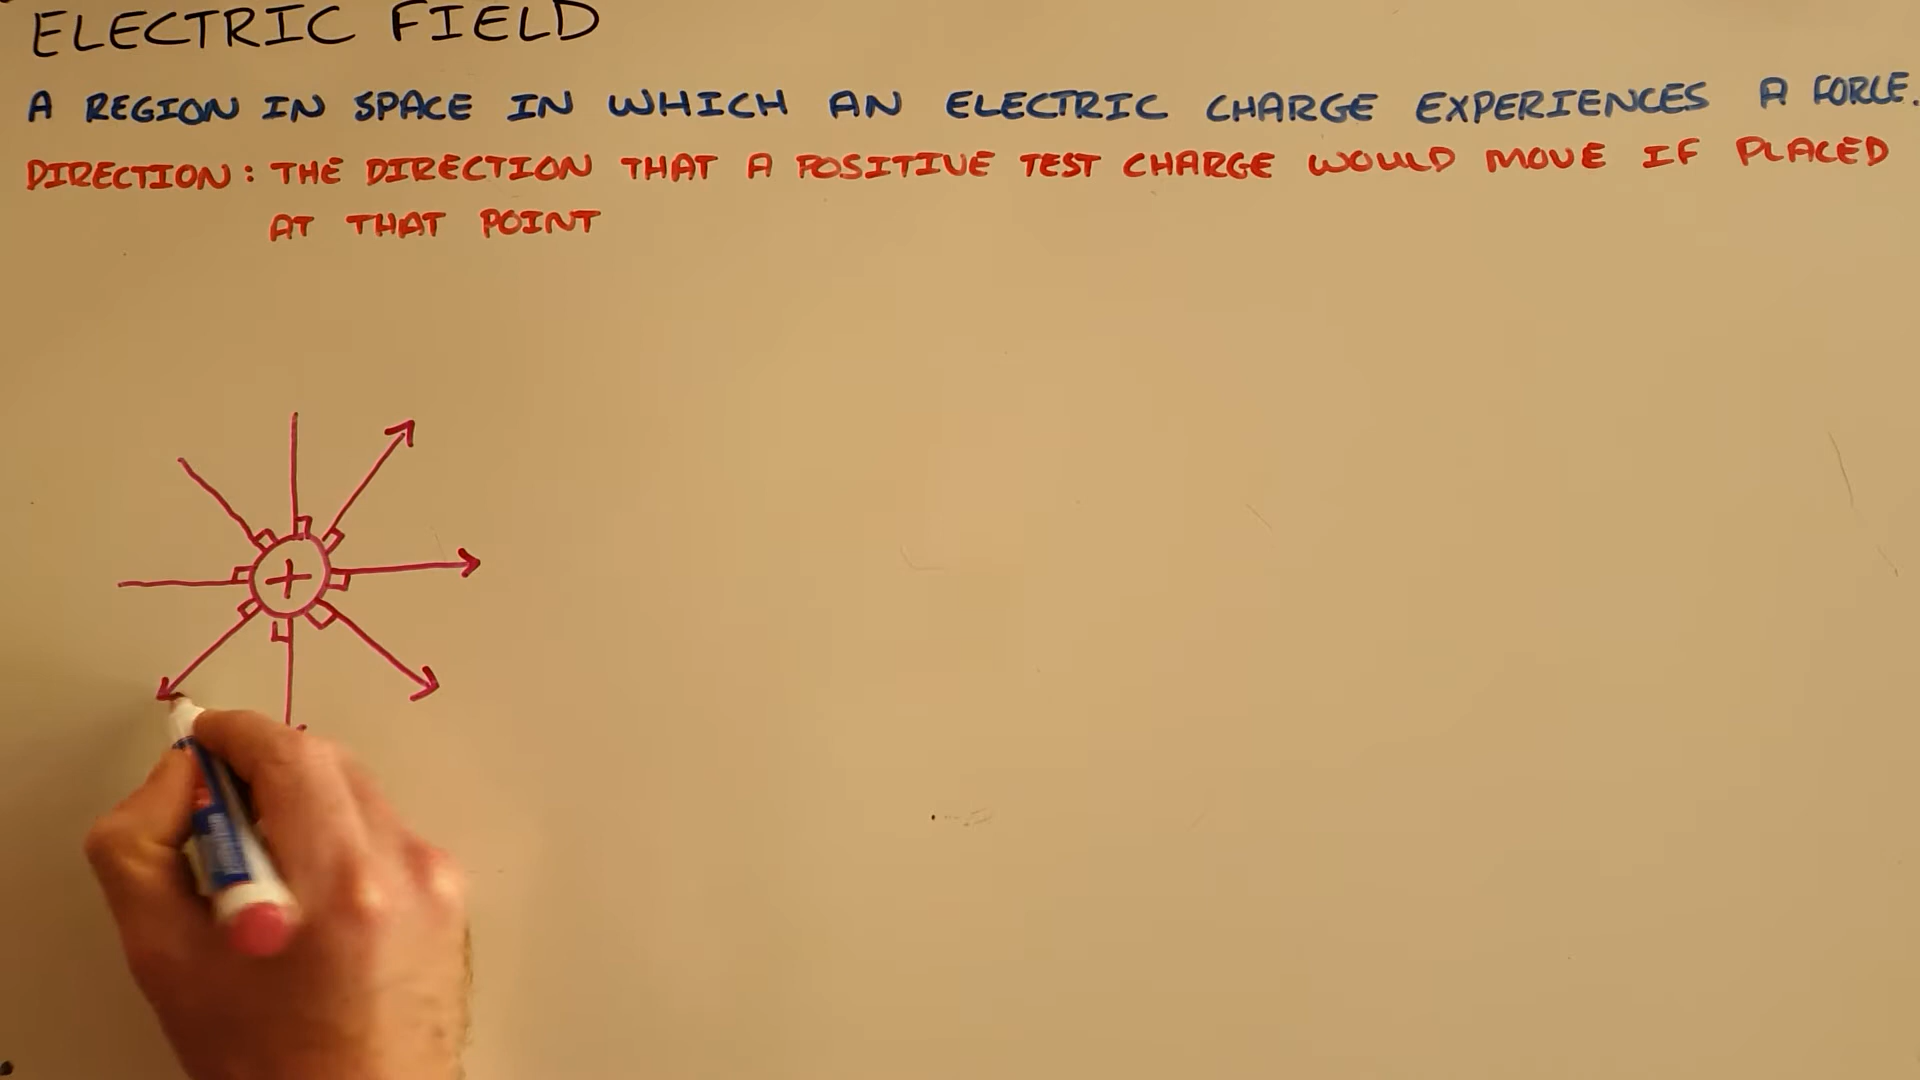 ELECTRIC FIELD
A REGION IN SPACE IN WHICH AN ELECTRIC CHARGE EXPERIENCES A FORCE.
DIRECTION: THE DIRECTION THAT A POSITIVE TEST CHARGE WOULD MOVE IF PLACED
AT THAT POINT
+